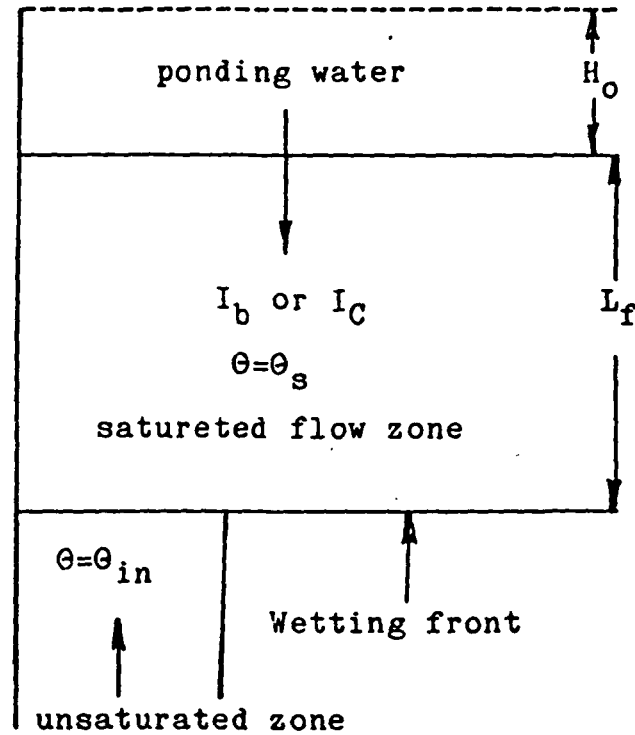 ponding water
H_o
I_b or I_C
L_f
Θ=Θ_s
satureted flow zone
Θ=Θ_in
Wetting front
unsaturated zone